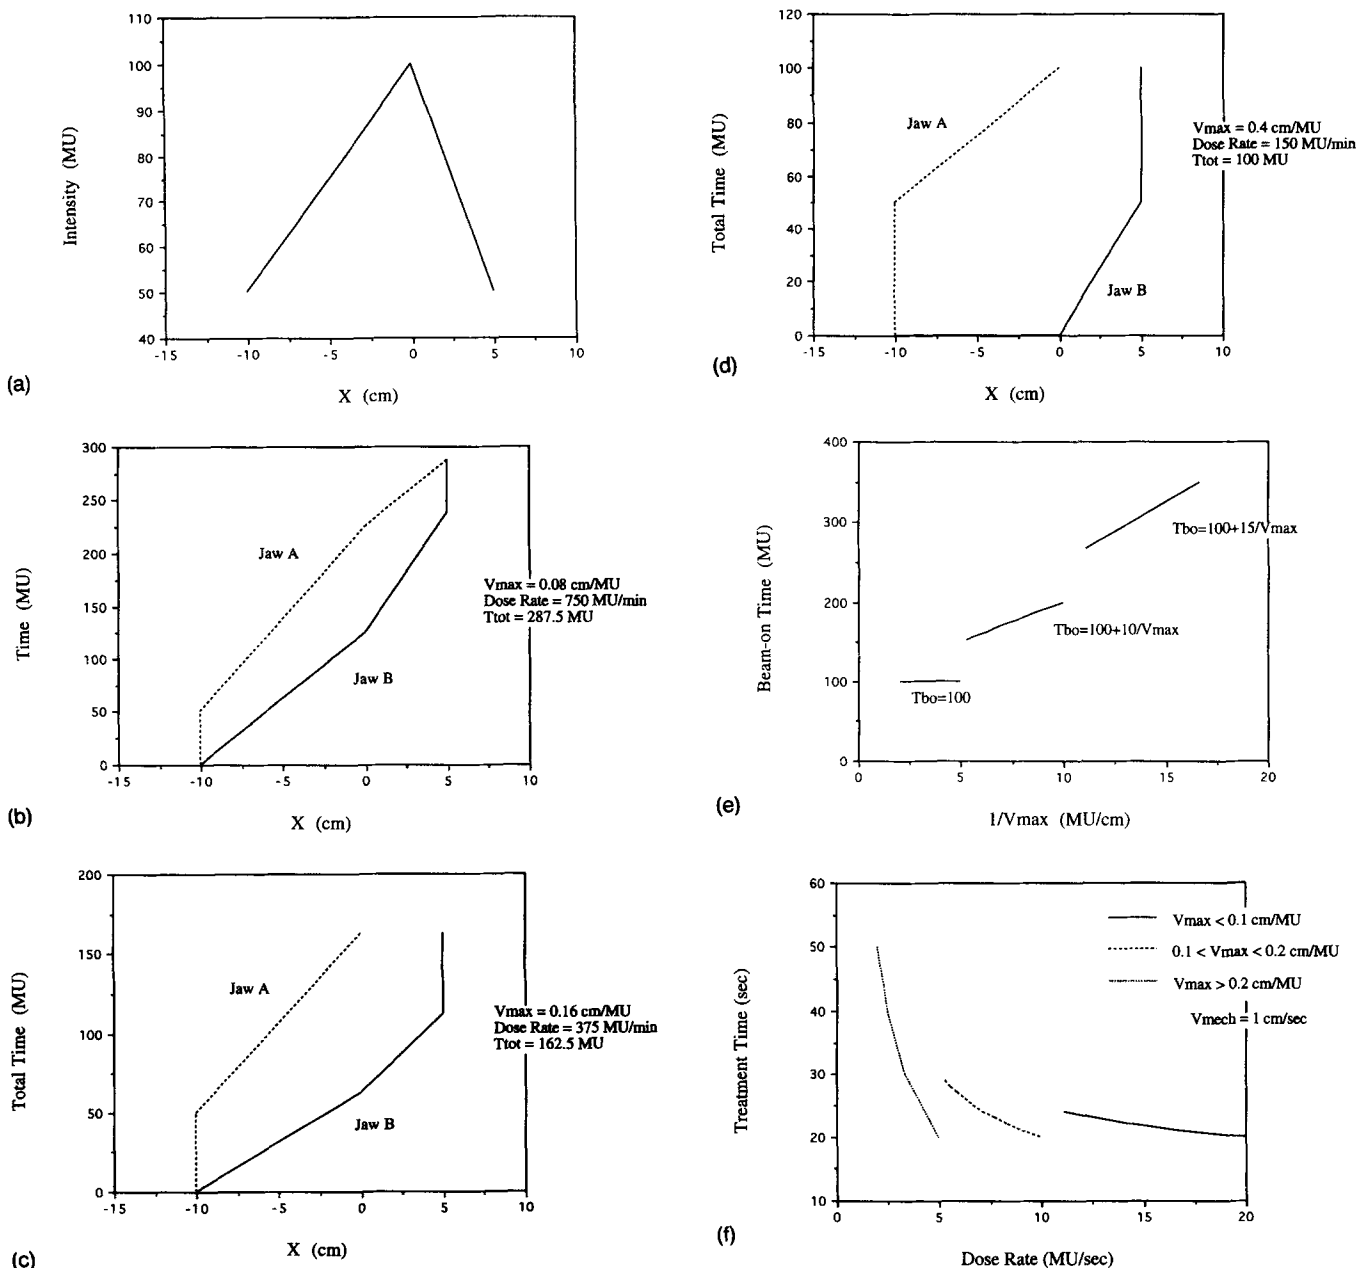 110
100
90
80
70
60
50
40
-15
-10
-5
0
5
10
Intensity (MU)
X (cm)
(a)
300
250
200
150
100
50
0
-15
-10
-5
0
5
10
Time (MU)
Jaw A
Jaw B
Vmax = 0.08 cm/MU
Dose Rate = 750 MU/min
Ttot = 287.5 MU
X (cm)
(b)
200
150
100
50
0
-15
-10
-5
0
5
10
Total Time (MU)
Jaw A
Jaw B
Vmax = 0.16 cm/MU
Dose Rate = 375 MU/min
Ttot = 162.5 MU
X (cm)
(c)
120
100
80
60
40
20
0
-15
-10
-5
0
5
10
Total Time (MU)
Jaw A
Jaw B
Vmax = 0.4 cm/MU
Dose Rate = 150 MU/min
Ttot = 100 MU
X (cm)
(d)
400
300
200
100
0
0
5
10
15
20
Beam-on Time (MU)
Tbo=100+15/Vmax
Tbo=100+10/Vmax
Tbo=100
1/Vmax (MU/cm)
(e)
60
50
40
30
20
10
0
5
10
15
20
Treatment Time (sec)
Vmax < 0.1 cm/MU
0.1 < Vmax < 0.2 cm/MU
Vmax > 0.2 cm/MU
Vmech = 1 cm/sec
Dose Rate (MU/sec)
(f)